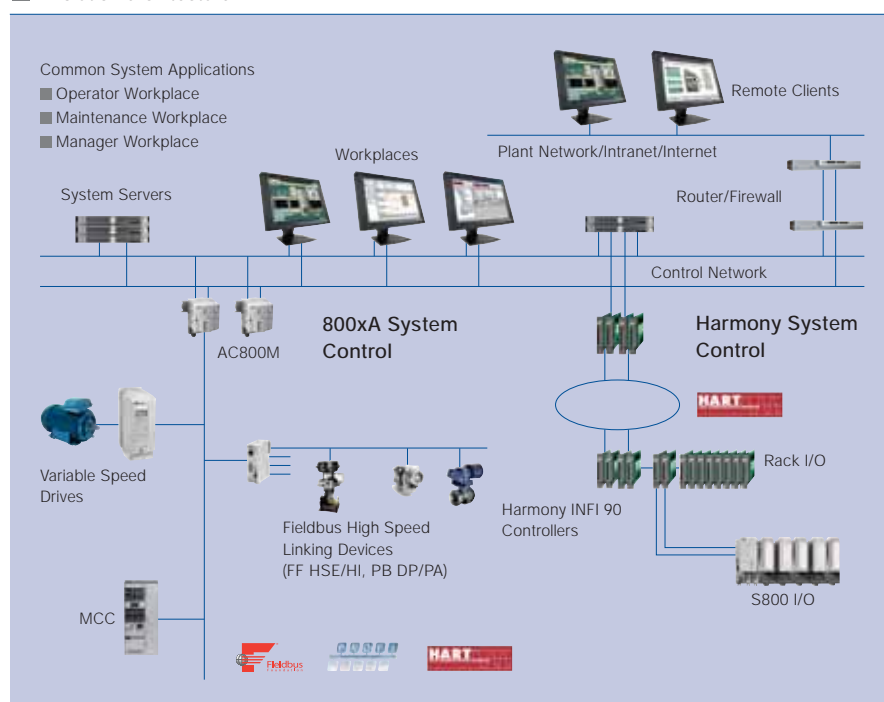 Common System Applications
Operator Workplace
Maintenance Workplace
Manager Workplace
Remote Clients
Workplaces
Plant Network/Intranet/Internet
System Servers
Router/Firewall
Control Network
800xA System
Control
Harmony System
Control
AC800M
HART
Variable Speed
Drives
Rack I/O
Harmony INFI 90
Controllers
Fieldbus High Speed
Linking Devices
(FF HSE/HI, PB DP/PA)
S800 I/O
MCC
Fieldbus
HART